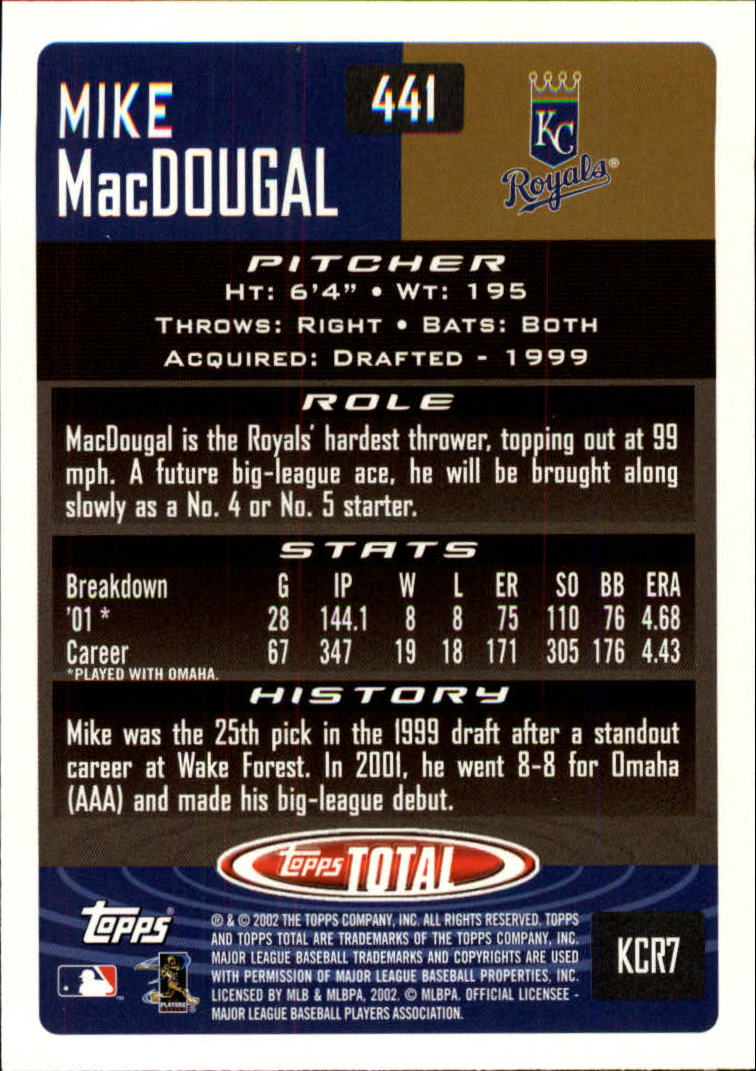 441
MIKE
MacDOUGAL
KC
Royals®
PITCHER
HT: 6'4" • WT: 195
THROWS: RIGHT • BATS: BOTH
ACQUIRED: DRAFTED - 1999
ROLE
MacDougal is the Royals' hardest thrower, topping out at 99
mph. A future big-league ace, he will be brought along
slowly as a No. 4 or No. 5 starter.
STATS
Breakdown G IP W L ER SO BB ERA
'01 * 28 144.1 8 8 75 110 76 4.68
Career 67 347 19 18 171 305 176 4.43
*PLAYED WITH OMAHA.
HISTORY
Mike was the 25th pick in the 1999 draft after a standout
career at Wake Forest. In 2001, he went 8-8 for Omaha
(AAA) and made his big-league debut.
topps TOTAL
topps®
® & © 2002 THE TOPPS COMPANY, INC. ALL RIGHTS RESERVED. TOPPS
AND TOPPS TOTAL ARE TRADEMARKS OF THE TOPPS COMPANY, INC.
MAJOR LEAGUE BASEBALL TRADEMARKS AND COPYRIGHTS ARE USED
WITH PERMISSION OF MAJOR LEAGUE BASEBALL PROPERTIES, INC.
LICENSED BY MLB & MLBPA, 2002. © MLBPA. OFFICIAL LICENSEE -
MAJOR LEAGUE BASEBALL PLAYERS ASSOCIATION.
KCR7